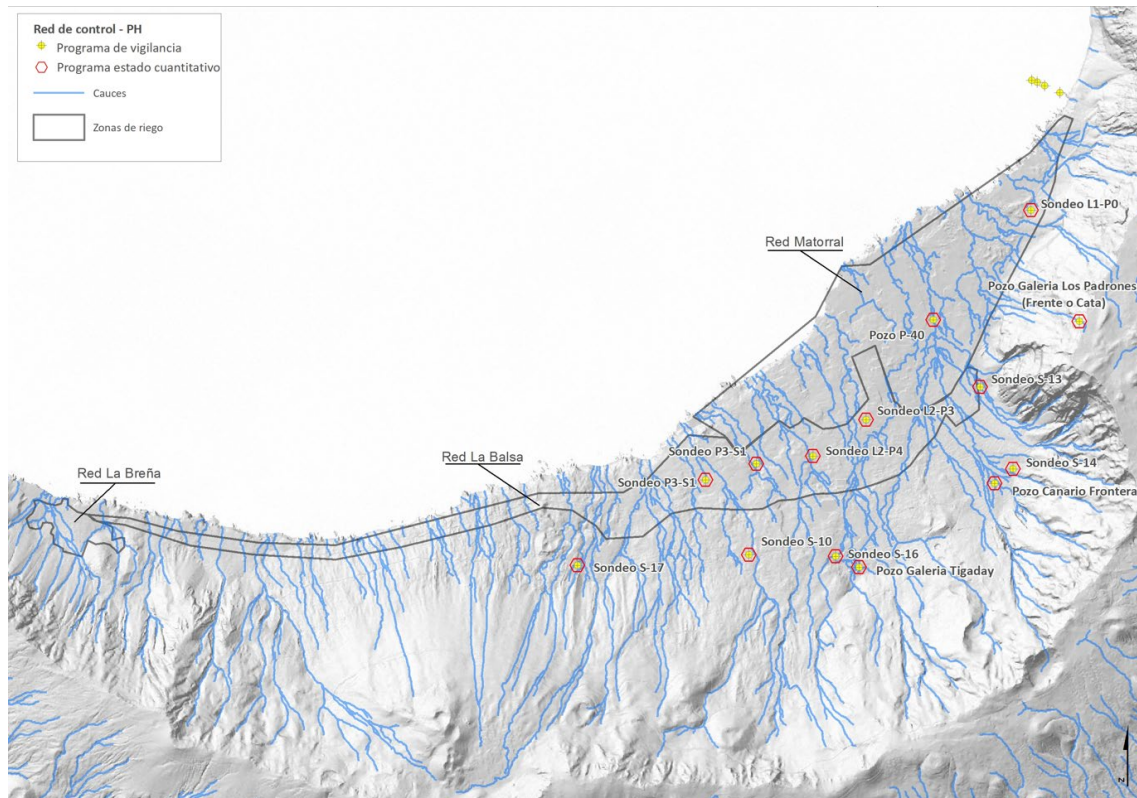 Red de control - PH
Programa de vigilancia
Programa estado cuantitativo
Cauces
Zonas de riego
Sondeo L1-P0
Red Matorral
Pozo Galeria Los Padrones
(Frente o Cata)
Pozo P-40
Sondeo S-13
Sondeo L2-P3
Sondeo P3-S1
Sondeo L2-P4
Red La Balsa
Sondeo S-14
Red La Breña
Sondeo P3-S1
Pozo Canario Frontera
Sondeo S-10
Sondeo S-16
Sondeo S-17
Pozo Galeria Tigaday
N